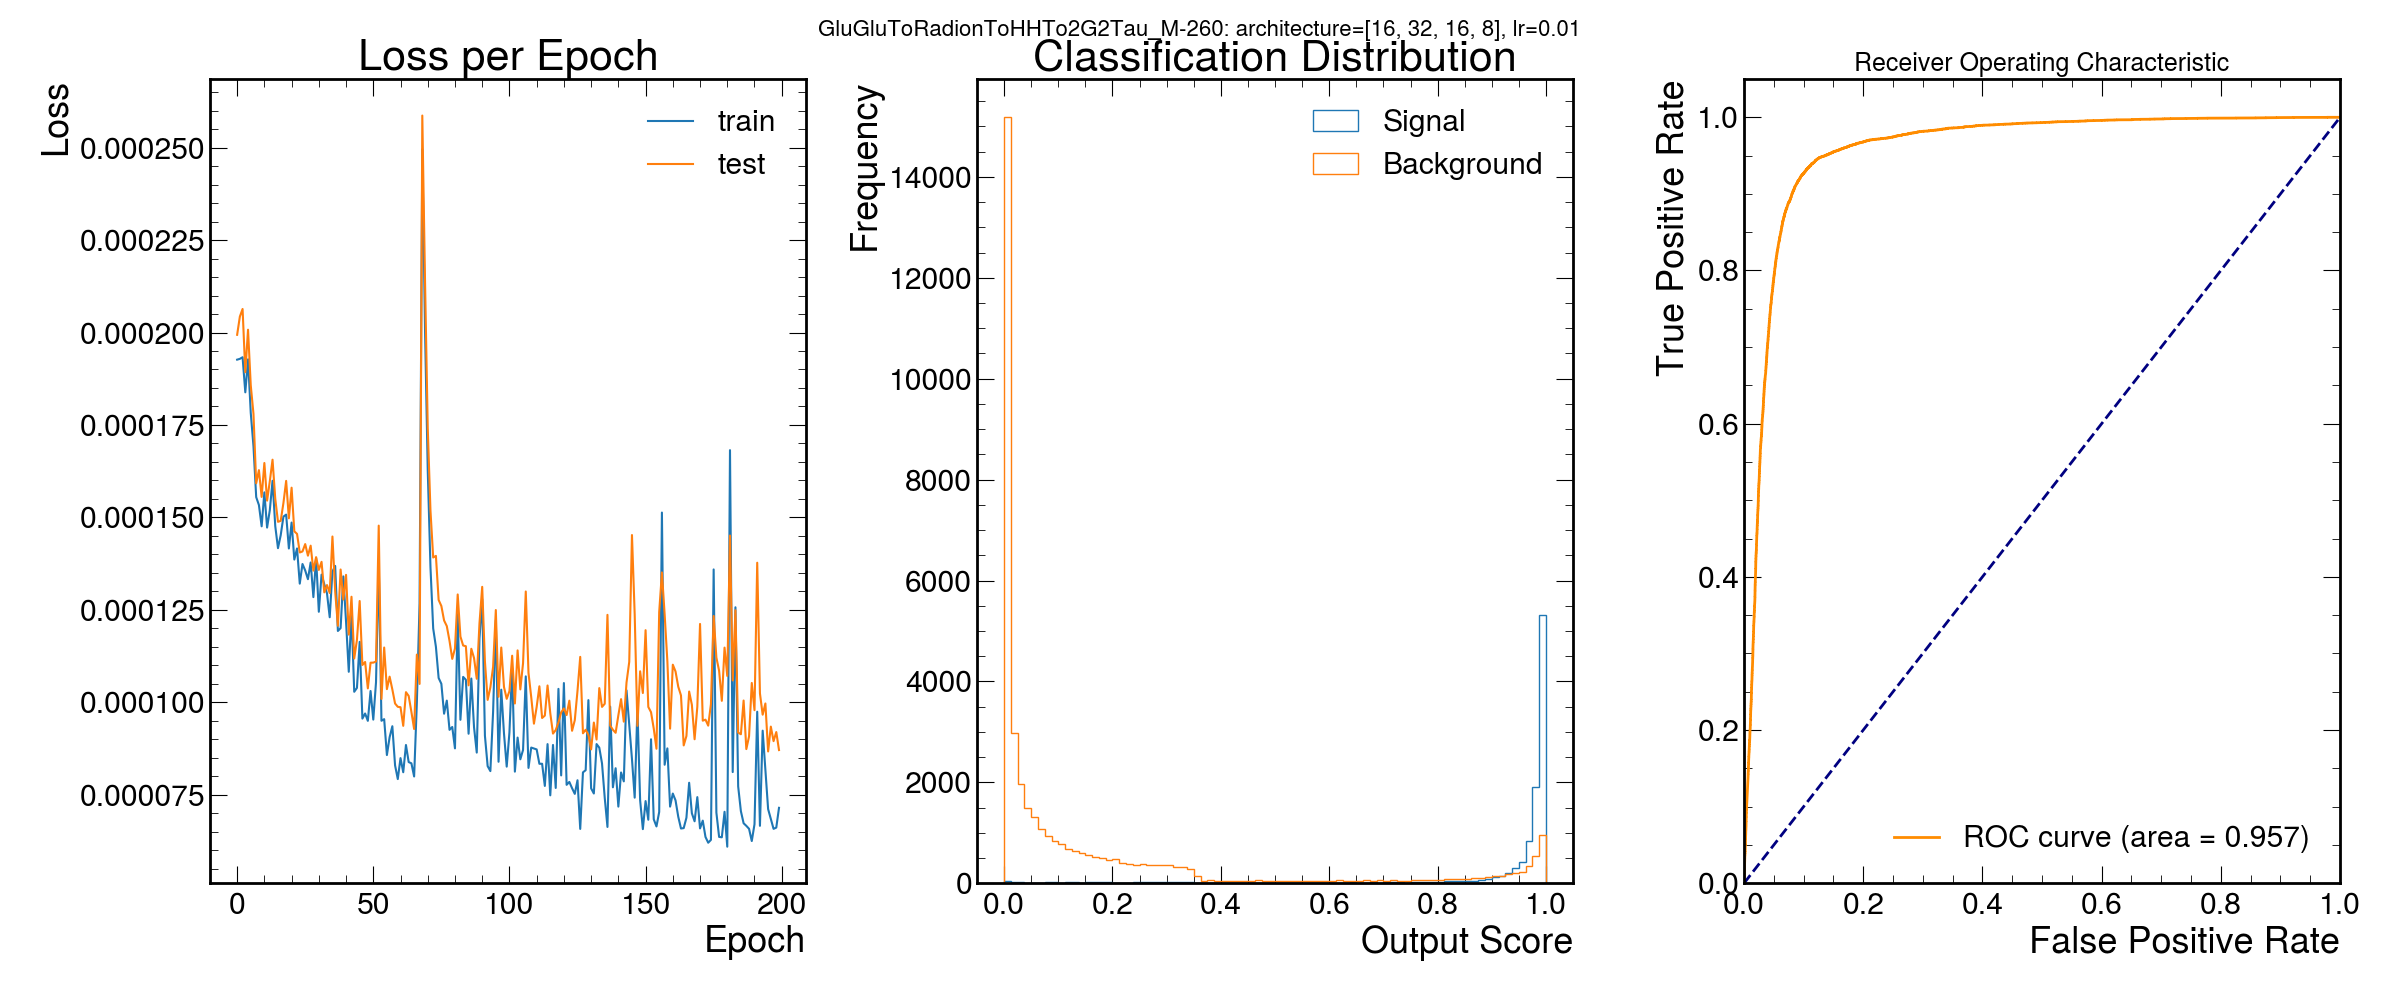 GluGluToRadionToHHTo2G2Tau_M-260: architecture=[16, 32, 16, 8], lr=0.01
Loss per Epoch
Loss
0.000250
0.000225
0.000200
0.000175
0.000150
0.000125
0.000100
0.000075
train
test
0 50 100 150 200
Epoch
Classification Distribution
Frequency
14000
12000
10000
8000
6000
4000
2000
0
Signal
Background
0.0 0.2 0.4 0.6 0.8 1.0
Output Score
Receiver Operating Characteristic
True Positive Rate
1.0
0.8
0.6
0.4
0.2
0.0
ROC curve (area = 0.957)
0.0 0.2 0.4 0.6 0.8 1.0
False Positive Rate